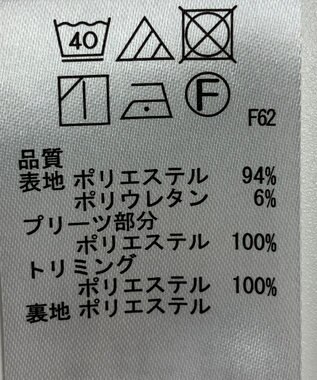 40
F F62
品質
表地 ポリエステル 94%
ポリウレタン 6%
プリーツ部分
ポリエステル 100%
トリミング
ポリエステル 100%
裏地 ポリエステル